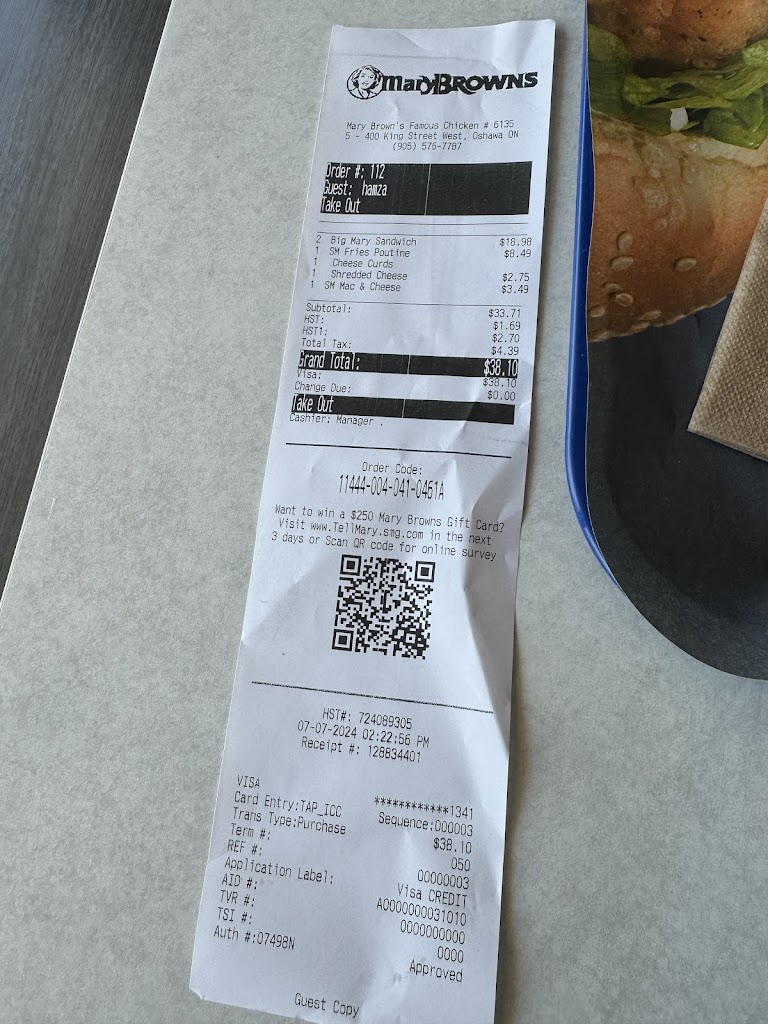 Mary BROWN'S
Mary Brown's Famous Chicken # 6135
5 - 400 King Street West, Oshawa ON
(905) 576-7787
Order #: 112
Guest: hamza
Take Out
2 Big Mary Sandwich $18.98
1 SM Fries Poutine $8.49
1 Cheese Curds
1 Shredded Cheese $2.75
1 SM Mac & Cheese $3.49
Subtotal: $33.71
HST: $1.69
HST1: $2.70
Total Tax: $4.39
Grand Total: $38.10
Visa: $38.10
Change Due: $0.00
Take Out
Cashier: Manager .
Order Code:
11444-004-041-0461A
Want to win a $250 Mary Browns Gift Card?
Visit www.TellMary.smg.com in the next
3 days or Scan QR code for online survey
HST#: 724089305
07-07-2024 02:22:56 PM
Receipt #: 128834401
VISA ************1341
Card Entry:TAP_ICC Sequence:000003
Trans Type:Purchase $38.10
Term #: 050
REF #: 00000003
Application Label: Visa CREDIT
AID #: A0000000031010
TVR #: 0000000000
TSI #: 0000
Auth #:07498N Approved
Guest Copy